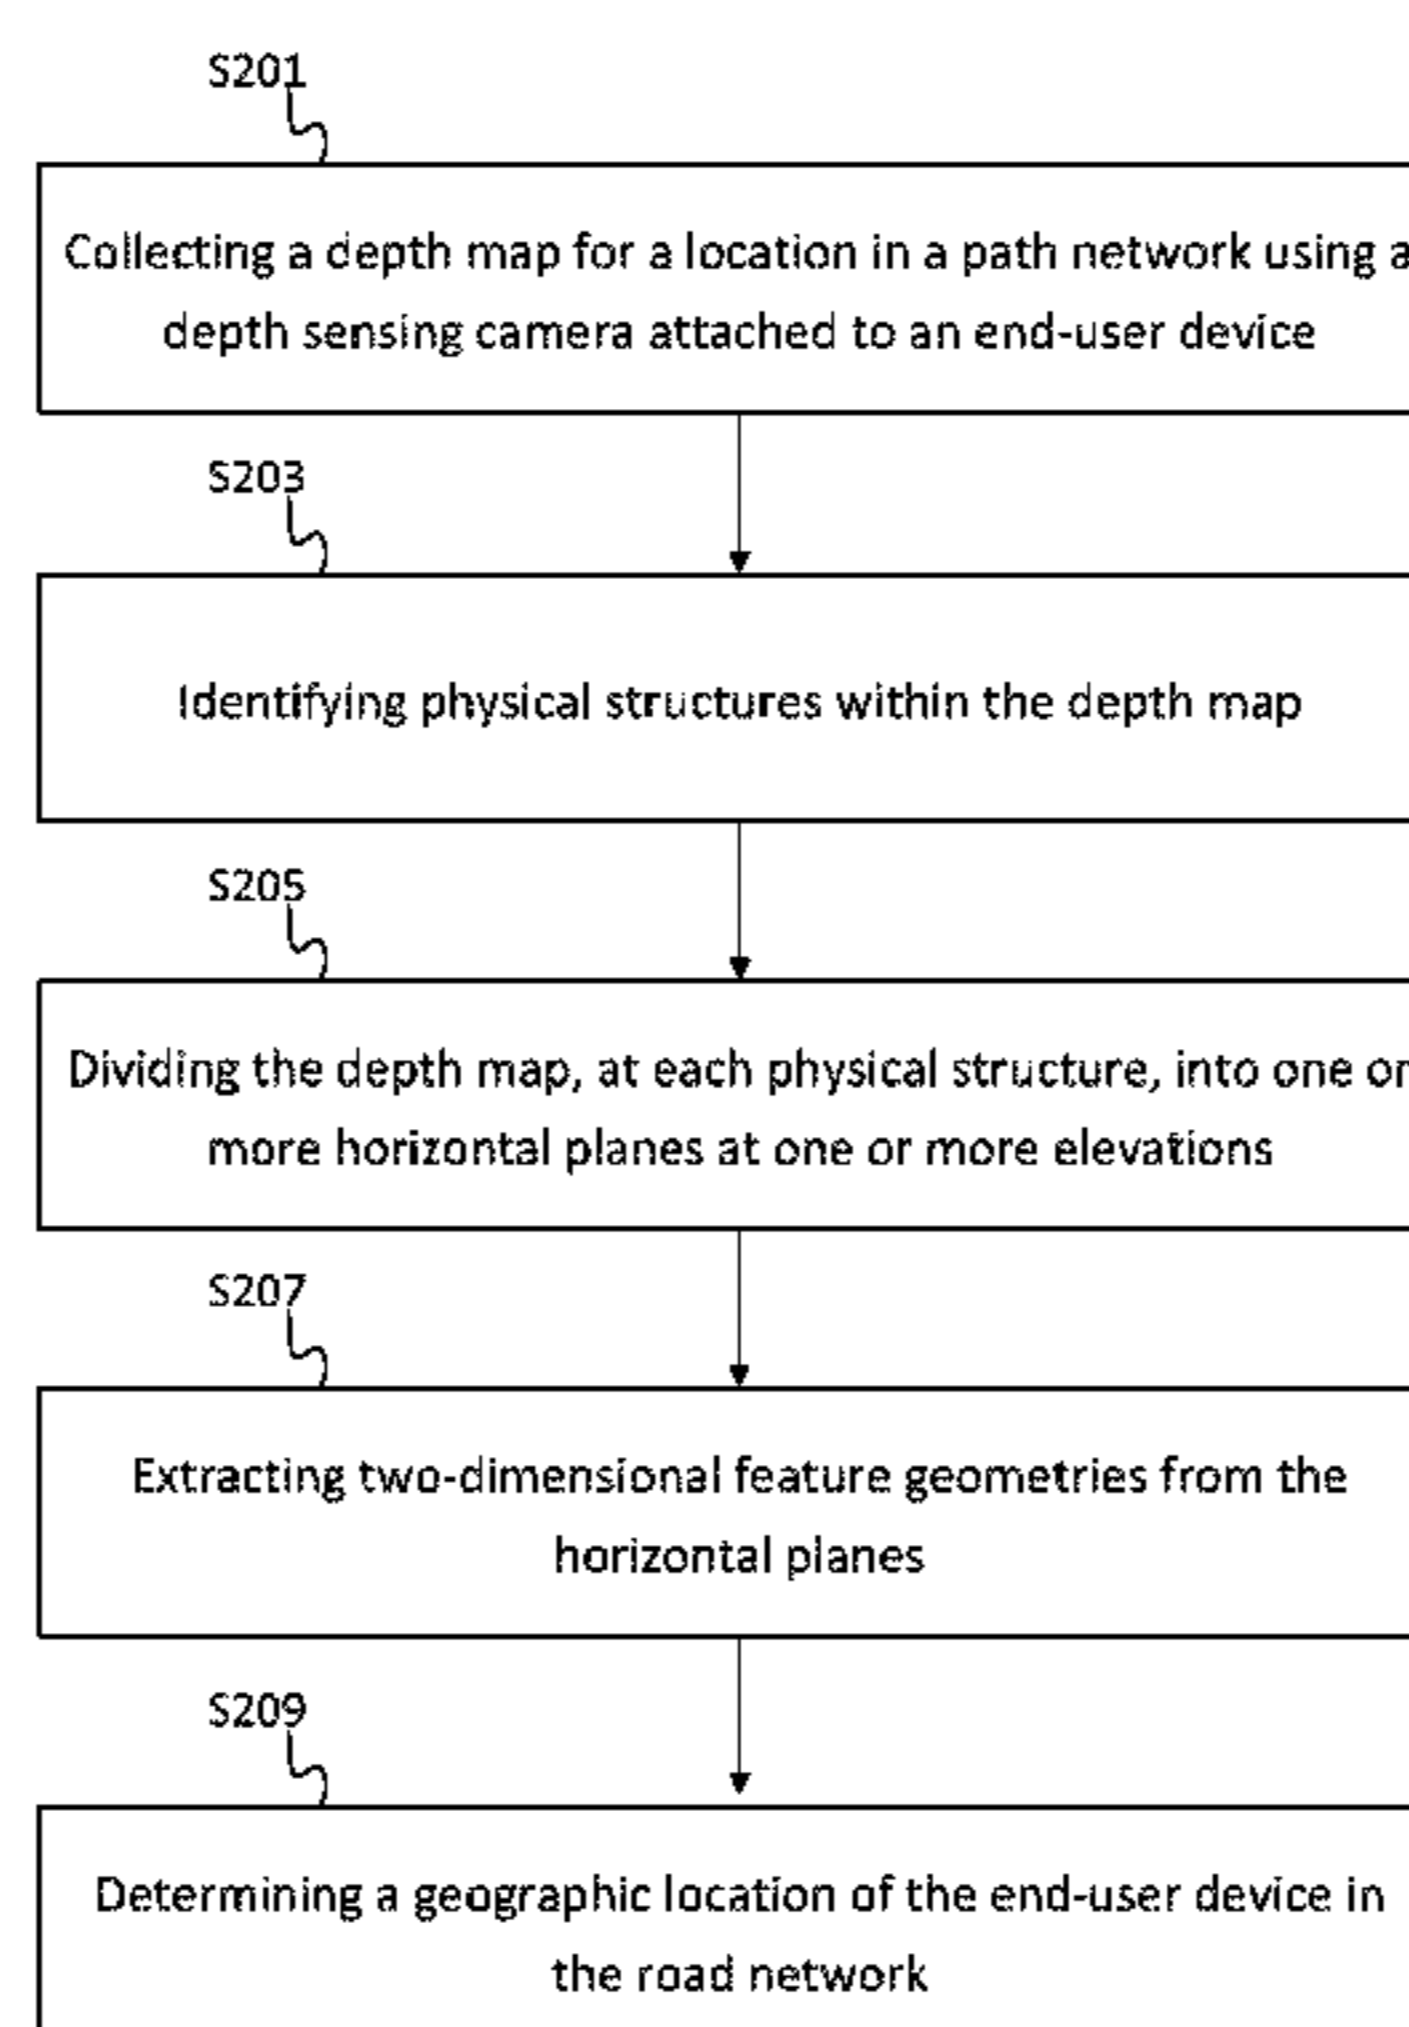 S201
Collecting a depth map for a location in a path network using a
depth sensing camera attached to an end-user device
S203
Identifying physical structures within the depth map
S205
Dividing the depth map, at each physical structure, into one or
more horizontal planes at one or more elevations
S207
Extracting two-dimensional feature geometries from the
horizontal planes
S209
Determining a geographic location of the end-user device in
the road network